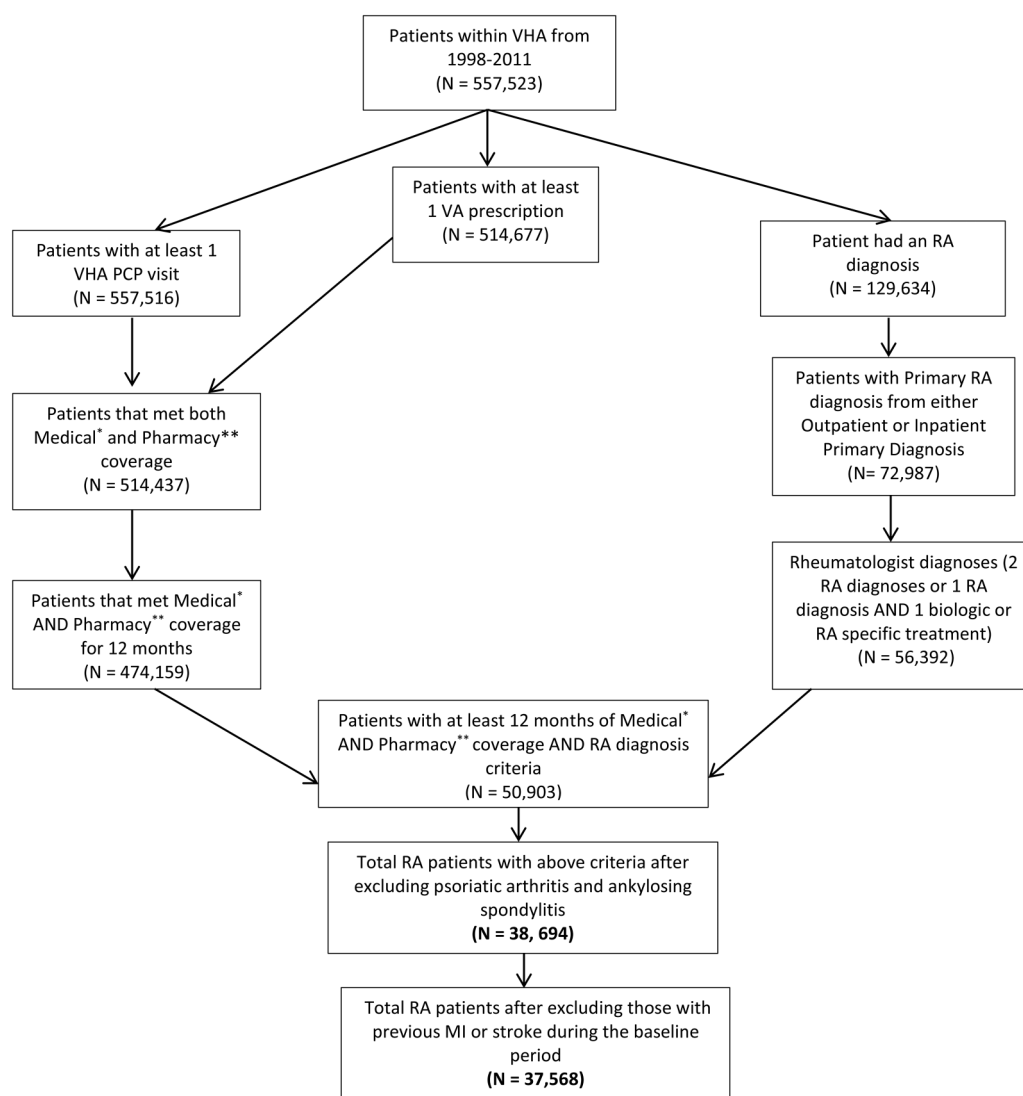 Patients within VHA from
1998-2011
(N = 557,523)
Patients with at least
1 VA prescription
(N = 514,677)
Patients with at least 1
VHA PCP visit
(N = 557,516)
Patient had an RA
diagnosis
(N = 129,634)
Patients that met both
Medical* and Pharmacy**
coverage
(N = 514,437)
Patients with Primary RA
diagnosis from either
Outpatient or Inpatient
Primary Diagnosis
(N= 72,987)
Patients that met Medical*
AND Pharmacy** coverage
for 12 months
(N = 474,159)
Rheumatologist diagnoses (2
RA diagnoses or 1 RA
diagnosis AND 1 biologic or
RA specific treatment)
(N = 56,392)
Patients with at least 12 months of Medical*
AND Pharmacy** coverage AND RA diagnosis
criteria
(N = 50,903)
Total RA patients with above criteria after
excluding psoriatic arthritis and ankylosing
spondylitis
(N = 38, 694)
Total RA patients after excluding those with
previous MI or stroke during the baseline
period
(N = 37,568)